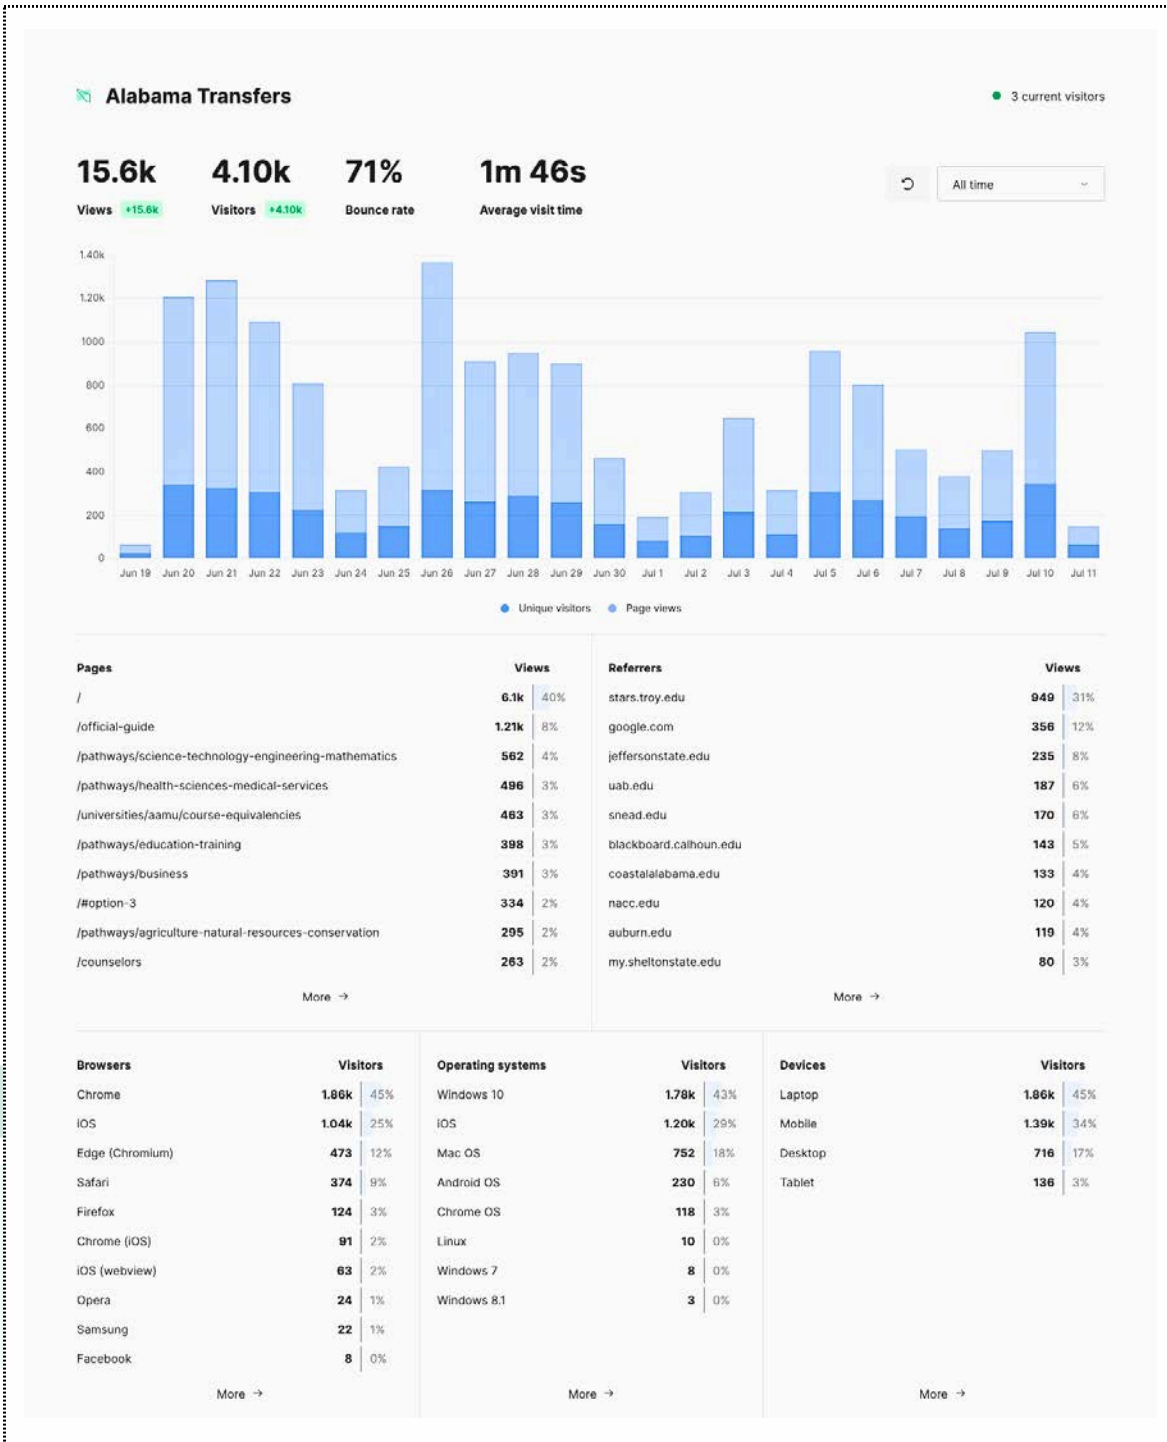 Alabama Transfers
3 current visitors
15.6k 4.10k 71% 1m 46s
Views +15.6k Visitors +4.10k Bounce rate Average visit time
All time
1.40k
1.20k
1000
800
600
400
200
0
Jun 19 Jun 20 Jun 21 Jun 22 Jun 23 Jun 24 Jun 25 Jun 26 Jun 27 Jun 28 Jun 29 Jun 30 Jul 1 Jul 2 Jul 3 Jul 4 Jul 5 Jul 6 Jul 7 Jul 8 Jul 9 Jul 10 Jul 11
Unique visitors Page views
Pages Views
/ 6.1k 40%
/official-guide 1.21k 8%
/pathways/science-technology-engineering-mathematics 562 4%
/pathways/health-sciences-medical-services 496 3%
/universities/aamu/course-equivalencies 463 3%
/pathways/education-training 398 3%
/pathways/business 391 3%
/#option-3 334 2%
/pathways/agriculture-natural-resources-conservation 295 2%
/counselors 263 2%
More →
Referrers Views
stars.troy.edu 949 31%
google.com 356 12%
jeffersonstate.edu 235 8%
uab.edu 187 6%
snead.edu 170 6%
blackboard.calhoun.edu 143 5%
coastalalabama.edu 133 4%
nacc.edu 120 4%
auburn.edu 119 4%
my.sheltonstate.edu 80 3%
More →
Browsers Visitors
Chrome 1.86k 45%
iOS 1.04k 25%
Edge (Chromium) 473 12%
Safari 374 9%
Firefox 124 3%
Chrome (iOS) 91 2%
iOS (webview) 63 2%
Opera 24 1%
Samsung 22 1%
Facebook 8 0%
More →
Operating systems Visitors
Windows 10 1.78k 43%
iOS 1.20k 29%
Mac OS 752 18%
Android OS 230 6%
Chrome OS 118 3%
Linux 10 0%
Windows 7 8 0%
Windows 8.1 3 0%
More →
Devices Visitors
Laptop 1.86k 45%
Mobile 1.39k 34%
Desktop 716 17%
Tablet 136 3%
More →